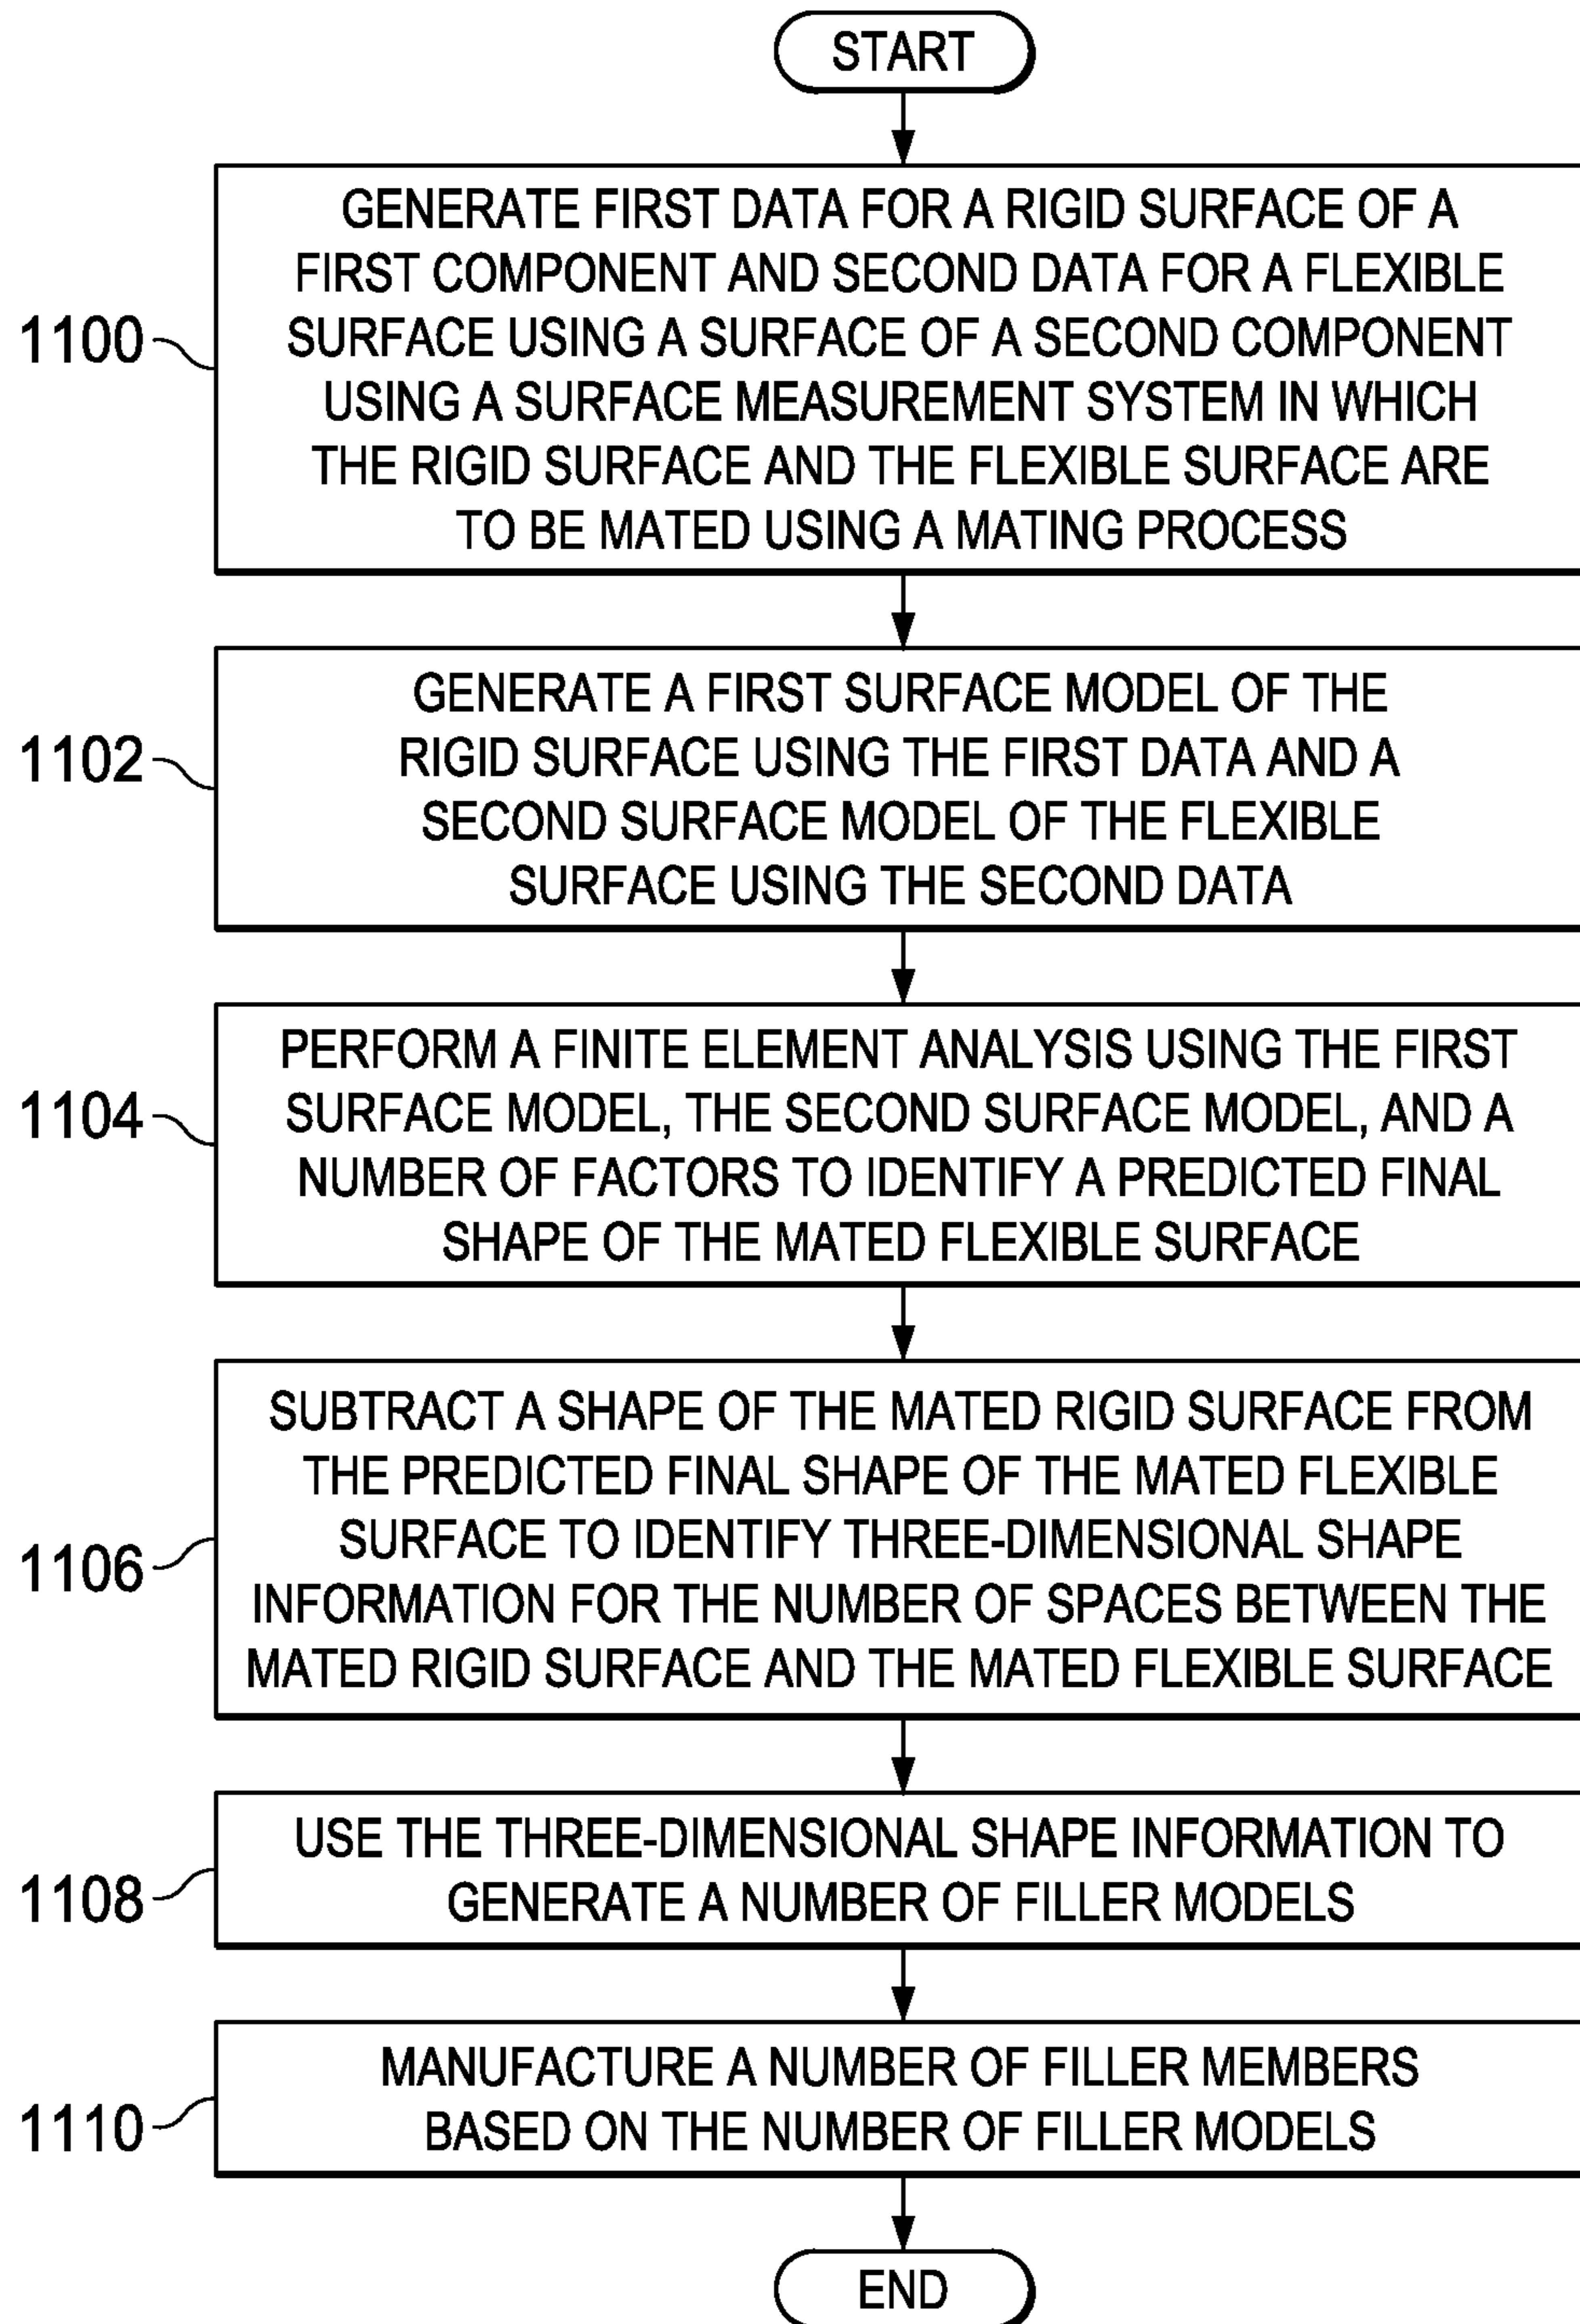 START
GENERATE FIRST DATA FOR A RIGID SURFACE OF A
FIRST COMPONENT AND SECOND DATA FOR A FLEXIBLE
SURFACE USING A SURFACE OF A SECOND COMPONENT
USING A SURFACE MEASUREMENT SYSTEM IN WHICH
THE RIGID SURFACE AND THE FLEXIBLE SURFACE ARE
TO BE MATED USING A MATING PROCESS
1100
GENERATE A FIRST SURFACE MODEL OF THE
RIGID SURFACE USING THE FIRST DATA AND A
SECOND SURFACE MODEL OF THE FLEXIBLE
SURFACE USING THE SECOND DATA
1102
PERFORM A FINITE ELEMENT ANALYSIS USING THE FIRST
SURFACE MODEL, THE SECOND SURFACE MODEL, AND A
NUMBER OF FACTORS TO IDENTIFY A PREDICTED FINAL
SHAPE OF THE MATED FLEXIBLE SURFACE
1104
SUBTRACT A SHAPE OF THE MATED RIGID SURFACE FROM
THE PREDICTED FINAL SHAPE OF THE MATED FLEXIBLE
SURFACE TO IDENTIFY THREE-DIMENSIONAL SHAPE
INFORMATION FOR THE NUMBER OF SPACES BETWEEN THE
MATED RIGID SURFACE AND THE MATED FLEXIBLE SURFACE
1106
USE THE THREE-DIMENSIONAL SHAPE INFORMATION TO
GENERATE A NUMBER OF FILLER MODELS
1108
MANUFACTURE A NUMBER OF FILLER MEMBERS
BASED ON THE NUMBER OF FILLER MODELS
1110
END